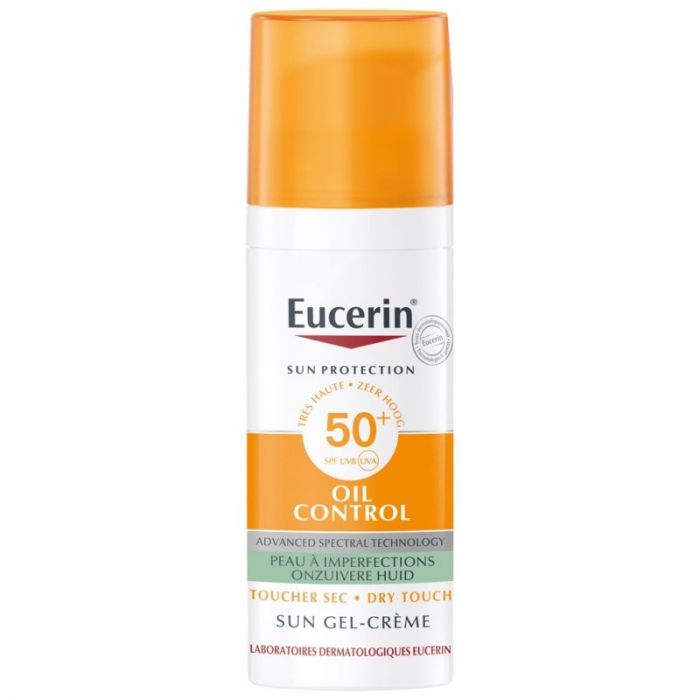 Eucerin®
Eucerin
SUN PROTECTION
TRÈS HAUTE • ZEER HOOG
50+
SPF UVB UVA
OIL
CONTROL
ADVANCED SPECTRAL TECHNOLOGY
PEAU À IMPERFECTIONS
ONZUIVERE HUID
TOUCHER SEC • DRY TOUCH
SUN GEL-CRÈME
LABORATOIRES DERMATOLOGIQUES EUCERIN